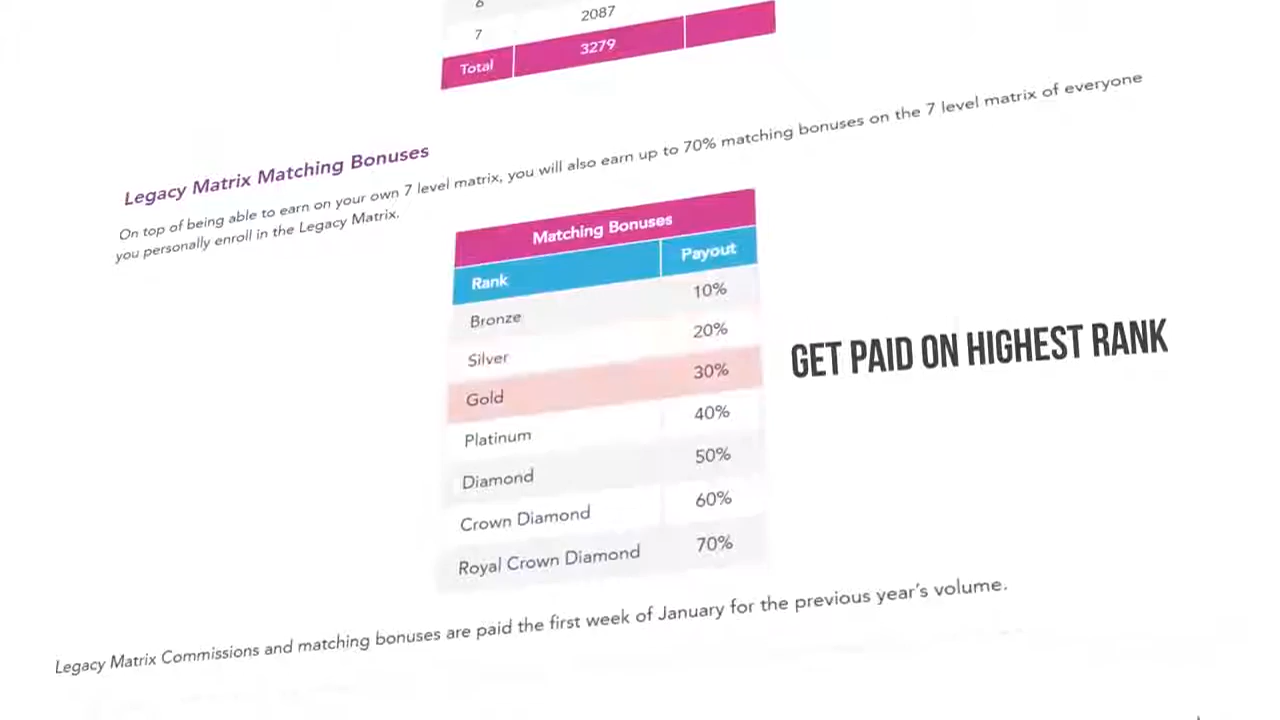 6
7 2087
Total 3279
Legacy Matrix Matching Bonuses
On top of being able to earn on your own 7 level matrix, you will also earn up to 70% matching bonuses on the 7 level matrix of everyone
you personally enroll in the Legacy Matrix.
Matching Bonuses
Rank Payout
Bronze 10%
Silver 20%
Gold 30%
Platinum 40%
Diamond 50%
Crown Diamond 60%
Royal Crown Diamond 70%
GET PAID ON HIGHEST RANK
Legacy Matrix Commissions and matching bonuses are paid the first week of January for the previous year's volume.